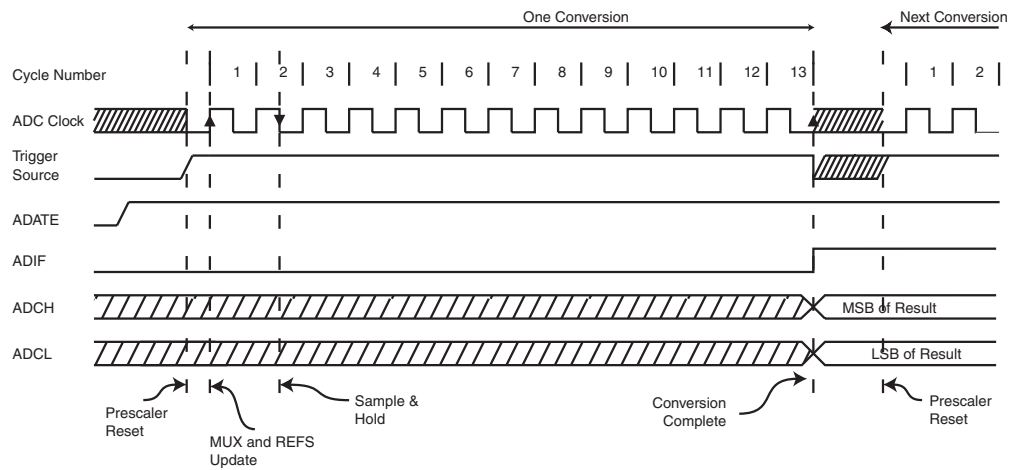 One Conversion
Next Conversion
Cycle Number
1 2 3 4 5 6 7 8 9 10 11 12 13 1 2
ADC Clock
Trigger
Source
ADATE
ADIF
ADCH
MSB of Result
ADCL
LSB of Result
Prescaler
Reset
MUX and REFS
Update
Sample &
Hold
Conversion
Complete
Prescaler
Reset